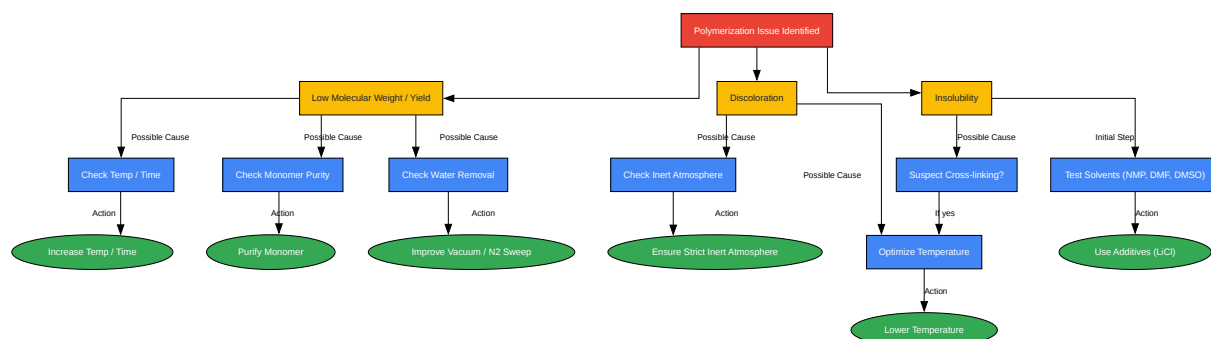 Polymerization Issue Identified
Low Molecular Weight / Yield
Discoloration
Insolubility
Possible Cause
Possible Cause
Possible Cause
Possible Cause
Possible Cause
Initial Step
Check Temp / Time
Check Monomer Purity
Check Water Removal
Check Inert Atmosphere
Possible Cause
Suspect Cross-linking?
Test Solvents (NMP, DMF, DMSO)
Action
Action
Action
Action
If yes
Action
Increase Temp / Time
Purify Monomer
Improve Vacuum / N2 Sweep
Ensure Strict Inert Atmosphere
Optimize Temperature
Use Additives (LiCl)
Action
Lower Temperature